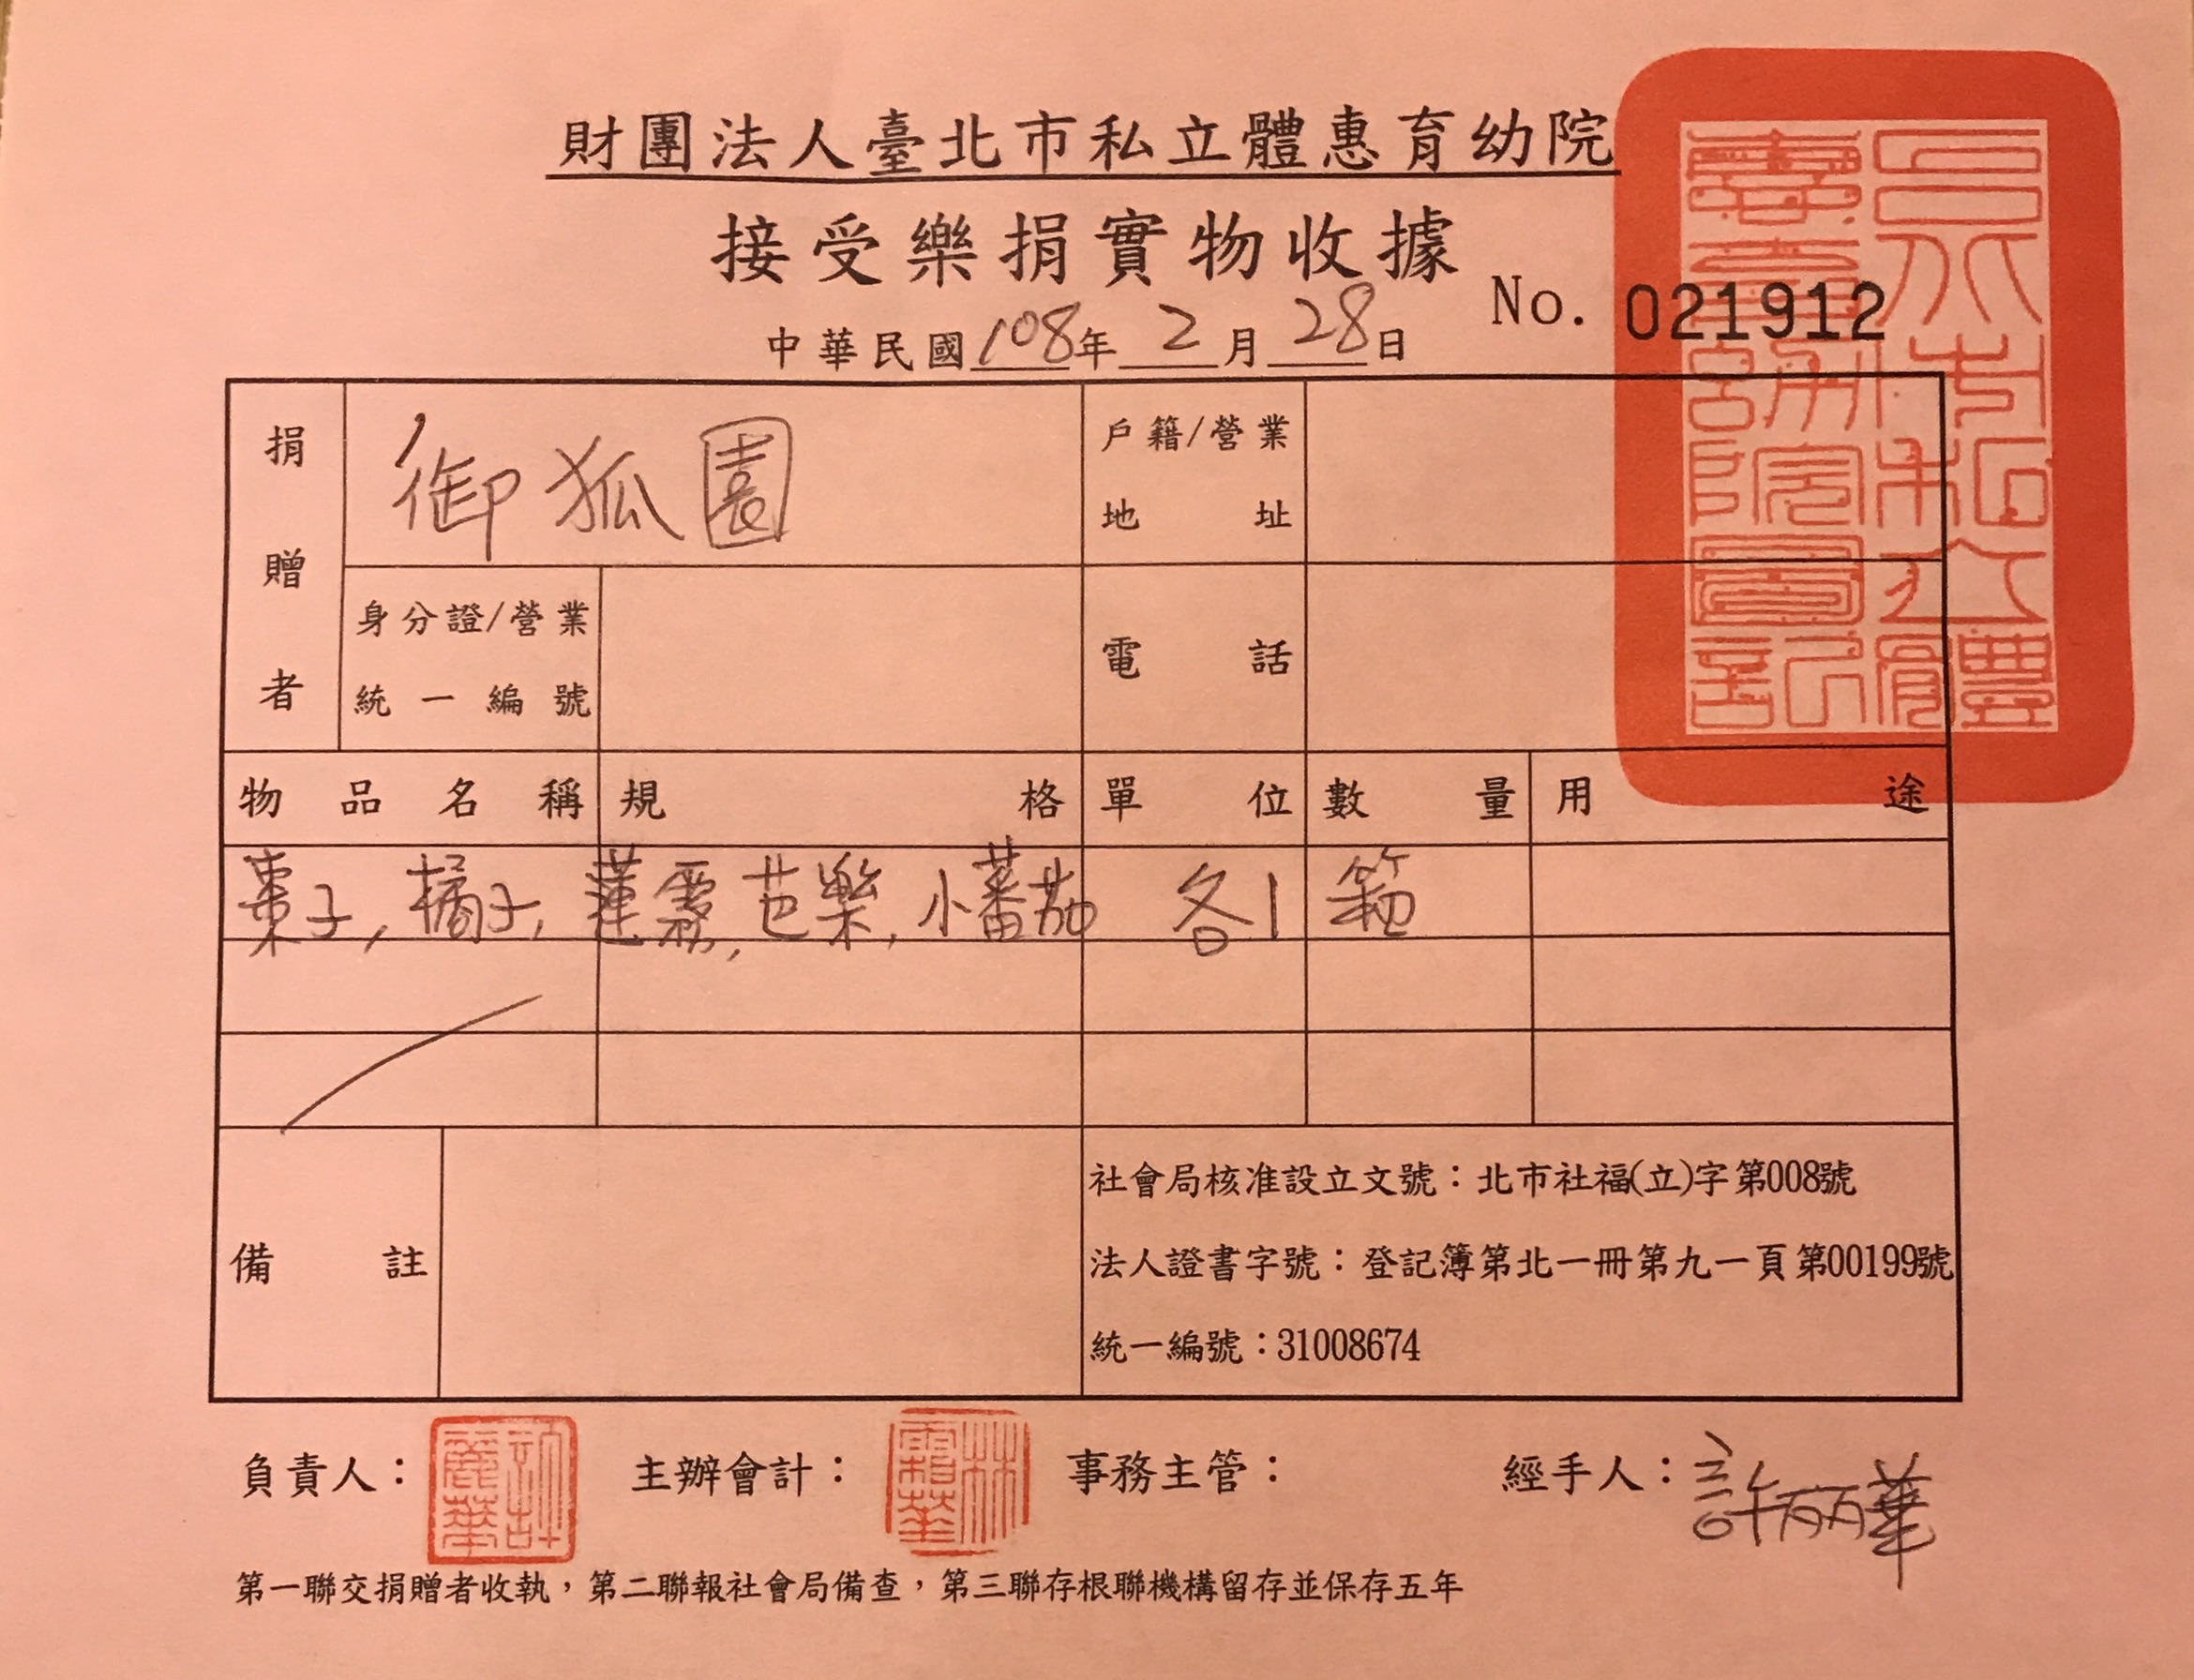 財團法人臺北市私立體惠育幼院
接受樂捐實物收據
No. 021912
中華民國108年2月28日
捐贈者
御狐園
戶籍/營業
地址
身分證/營業
統一編號
電話
物品名稱 規格 單位 數量 用途
棗子,橘子,蓮霧,芭樂,小蕃茄 各1箱
備註
社會局核准設立文號：北市社福(立)字第008號
法人證書字號：登記簿第北一冊第九一頁第00199號
統一編號：31008674
負責人： 主辦會計： 事務主管： 經手人：許丽華
許麗華
第一聯交捐贈者收執，第二聯報社會局備查，第三聯存根聯機構留存並保存五年